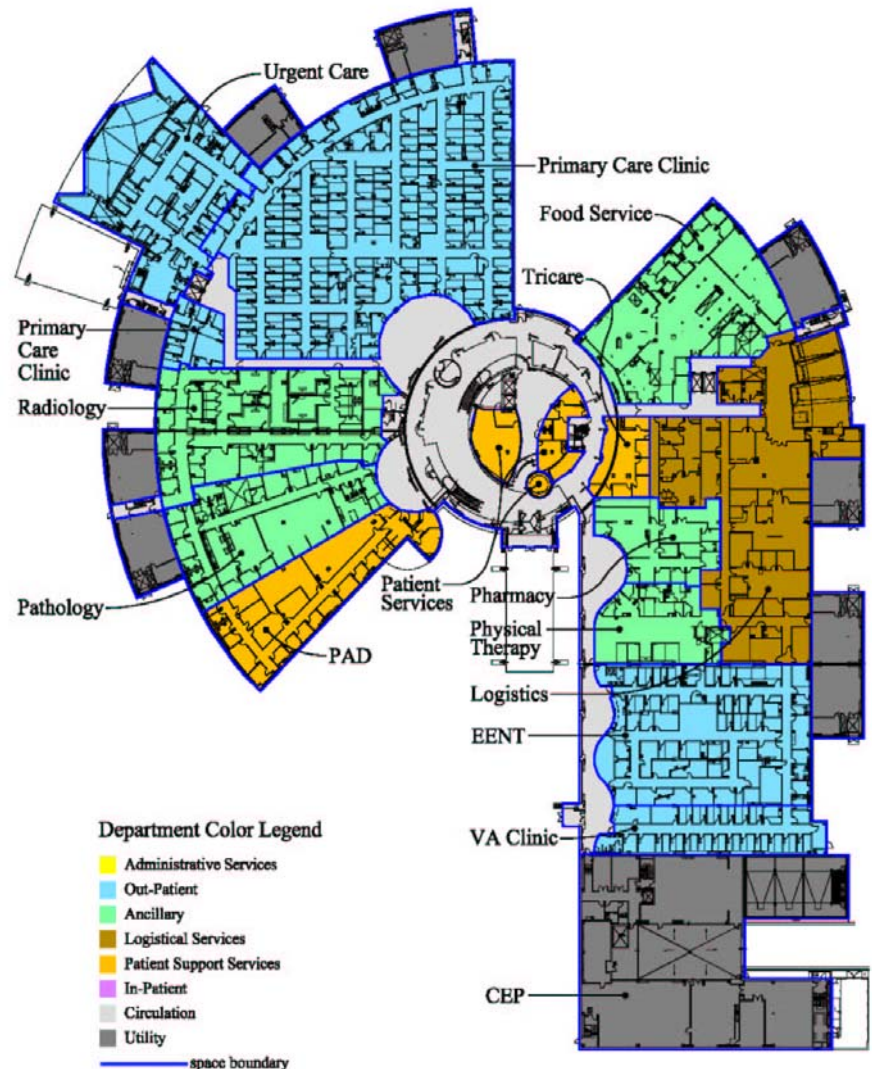 Urgent Care
Primary Care Clinic
Food Service
Tricare
Primary
Care
Clinic
Radiology
Pathology
PAD
Patient
Services
Pharmacy
Physical
Therapy
Logistics
EENT
VA Clinic
CEP
Department Color Legend
Administrative Services
Out-Patient
Ancillary
Logistical Services
Patient Support Services
In-Patient
Circulation
Utility
space boundary